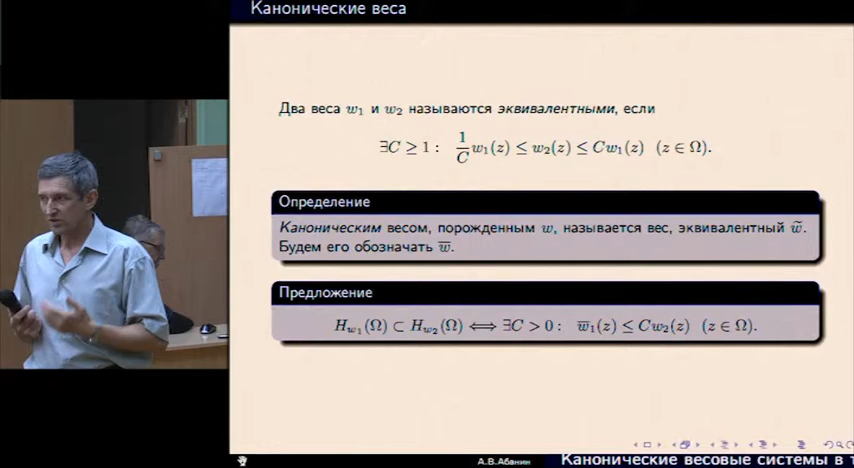 Канонические веса
Два веса w₁ и w₂ называются эквивалентными, если
∃C ≥ 1 : 1/C w₁(z) ≤ w₂(z) ≤ Cw₁(z) (z ∈ Ω).
Определение
Каноническим весом, порожденным w, называется вес, эквивалентный w̃.
Будем его обозначать w̅.
Предложение
H_{w₁}(Ω) ⊂ H_{w₂}(Ω) ⟺ ∃C > 0 : w̅₁(z) ≤ Cw₂(z) (z ∈ Ω).
А.В.Абанин
Канонические весовые системы в т